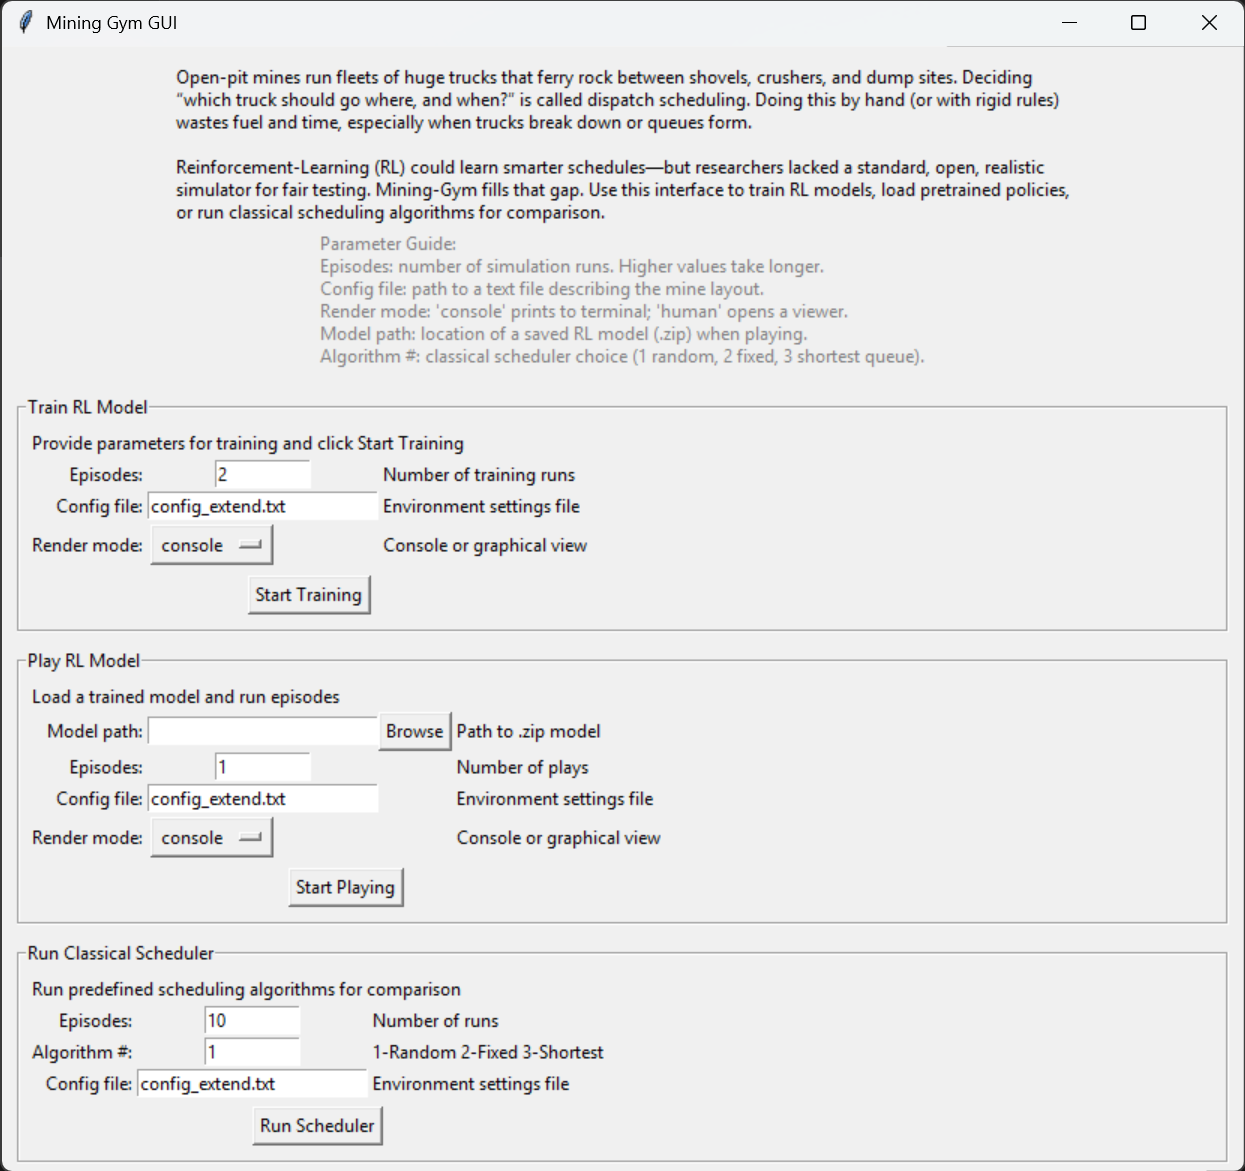 Mining Gym GUI
Open-pit mines run fleets of huge trucks that ferry rock between shovels, crushers, and dump sites. Deciding
“which truck should go where, and when?” is called dispatch scheduling. Doing this by hand (or with rigid rules)
wastes fuel and time, especially when trucks break down or queues form.
Reinforcement-Learning (RL) could learn smarter schedules—but researchers lacked a standard, open, realistic
simulator for fair testing. Mining-Gym fills that gap. Use this interface to train RL models, load pretrained policies,
or run classical scheduling algorithms for comparison.
Parameter Guide:
Episodes: number of simulation runs. Higher values take longer.
Config file: path to a text file describing the mine layout.
Render mode: 'console' prints to terminal; 'human' opens a viewer.
Model path: location of a saved RL model (.zip) when playing.
Algorithm #: classical scheduler choice (1 random, 2 fixed, 3 shortest queue).
Train RL Model
Provide parameters for training and click Start Training
Episodes: 2 Number of training runs
Config file: config_extend.txt Environment settings file
Render mode: console Console or graphical view
Start Training
Play RL Model
Load a trained model and run episodes
Model path: Browse Path to .zip model
Episodes: 1 Number of plays
Config file: config_extend.txt Environment settings file
Render mode: console Console or graphical view
Start Playing
Run Classical Scheduler
Run predefined scheduling algorithms for comparison
Episodes: 10 Number of runs
Algorithm #: 1 1-Random 2-Fixed 3-Shortest
Config file: config_extend.txt Environment settings file
Run Scheduler